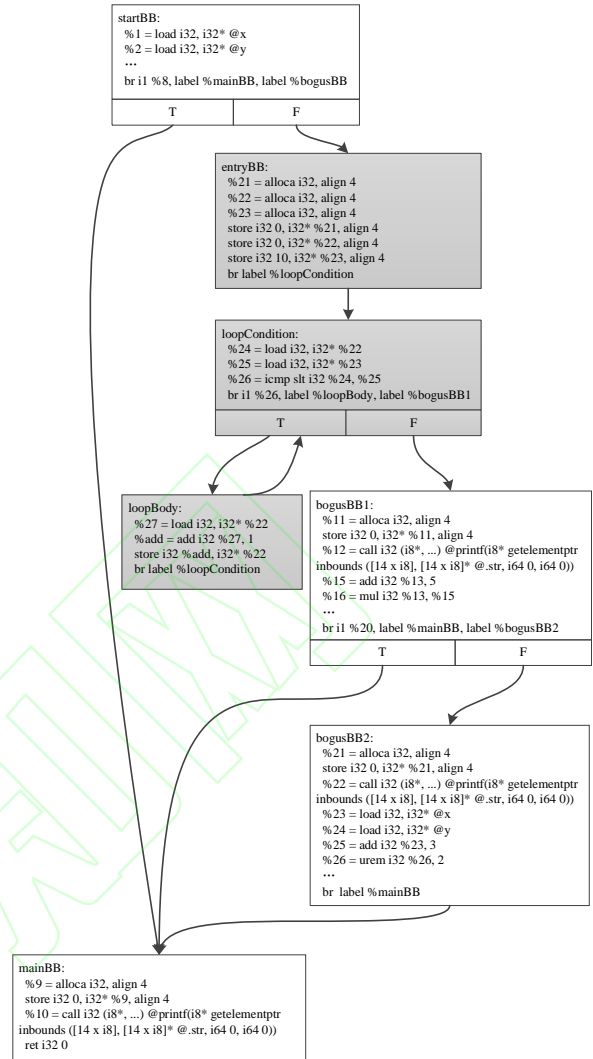 startBB:
%1 = load i32, i32* @x
%2 = load i32, i32* @y
...
br i1 %8, label %mainBB, label %bogusBB
T
F
entryBB:
%21 = alloca i32, align 4
%22 = alloca i32, align 4
%23 = alloca i32, align 4
store i32 0, i32* %21, align 4
store i32 0, i32* %22, align 4
store i32 10, i32* %23, align 4
br label %loopCondition
loopCondition:
%24 = load i32, i32* %22
%25 = load i32, i32* %23
%26 = icmp slt i32 %24, %25
br i1 %26, label %loopBody, label %bogusBB1
T
F
loopBody:
%27 = load i32, i32* %22
%add = add i32 %27, 1
store i32 %add, i32* %22
br label %loopCondition
bogusBB1:
%11 = alloca i32, align 4
store i32 0, i32* %11, align 4
%12 = call i32 (i8*, ...) @printf(i8* getelementptr
inbounds ([14 x i8], [14 x i8]* @.str, i64 0, i64 0))
%15 = add i32 %13, 5
%16 = mul i32 %13, %15
...
br i1 %20, label %mainBB, label %bogusBB2
T
F
bogusBB2:
%21 = alloca i32, align 4
store i32 0, i32* %21, align 4
%22 = call i32 (i8*, ...) @printf(i8* getelementptr
inbounds ([14 x i8], [14 x i8]* @.str, i64 0, i64 0))
%23 = load i32, i32* @x
%24 = load i32, i32* @y
%25 = add i32 %23, 3
%26 = urem i32 %26, 2
...
br label %mainBB
mainBB:
%9 = alloca i32, align 4
store i32 0, i32* %9, align 4
%10 = call i32 (i8*, ...) @printf(i8* getelementptr
inbounds ([14 x i8], [14 x i8]* @.str, i64 0, i64 0))
ret i32 0